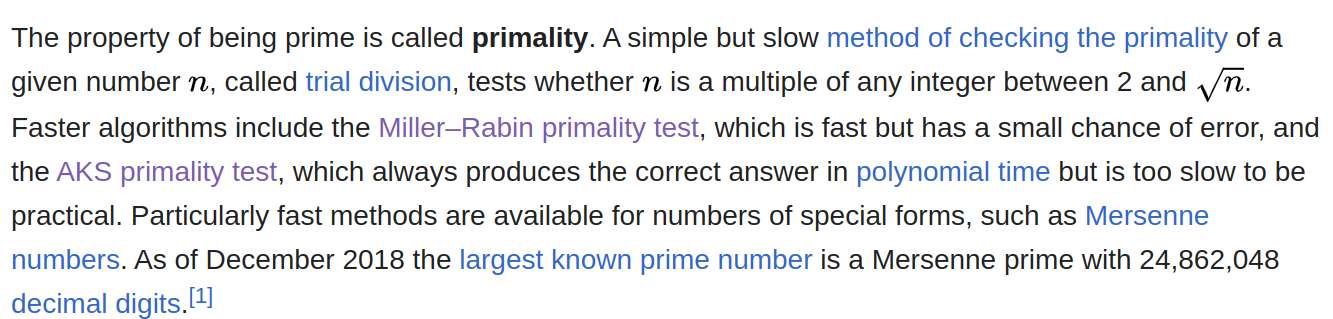 The property of being prime is called primality. A simple but slow method of checking the primality of a
given number n, called trial division, tests whether n is a multiple of any integer between 2 and √n.
Faster algorithms include the Miller–Rabin primality test, which is fast but has a small chance of error, and
the AKS primality test, which always produces the correct answer in polynomial time but is too slow to be
practical. Particularly fast methods are available for numbers of special forms, such as Mersenne
numbers. As of December 2018 the largest known prime number is a Mersenne prime with 24,862,048
decimal digits.[1]